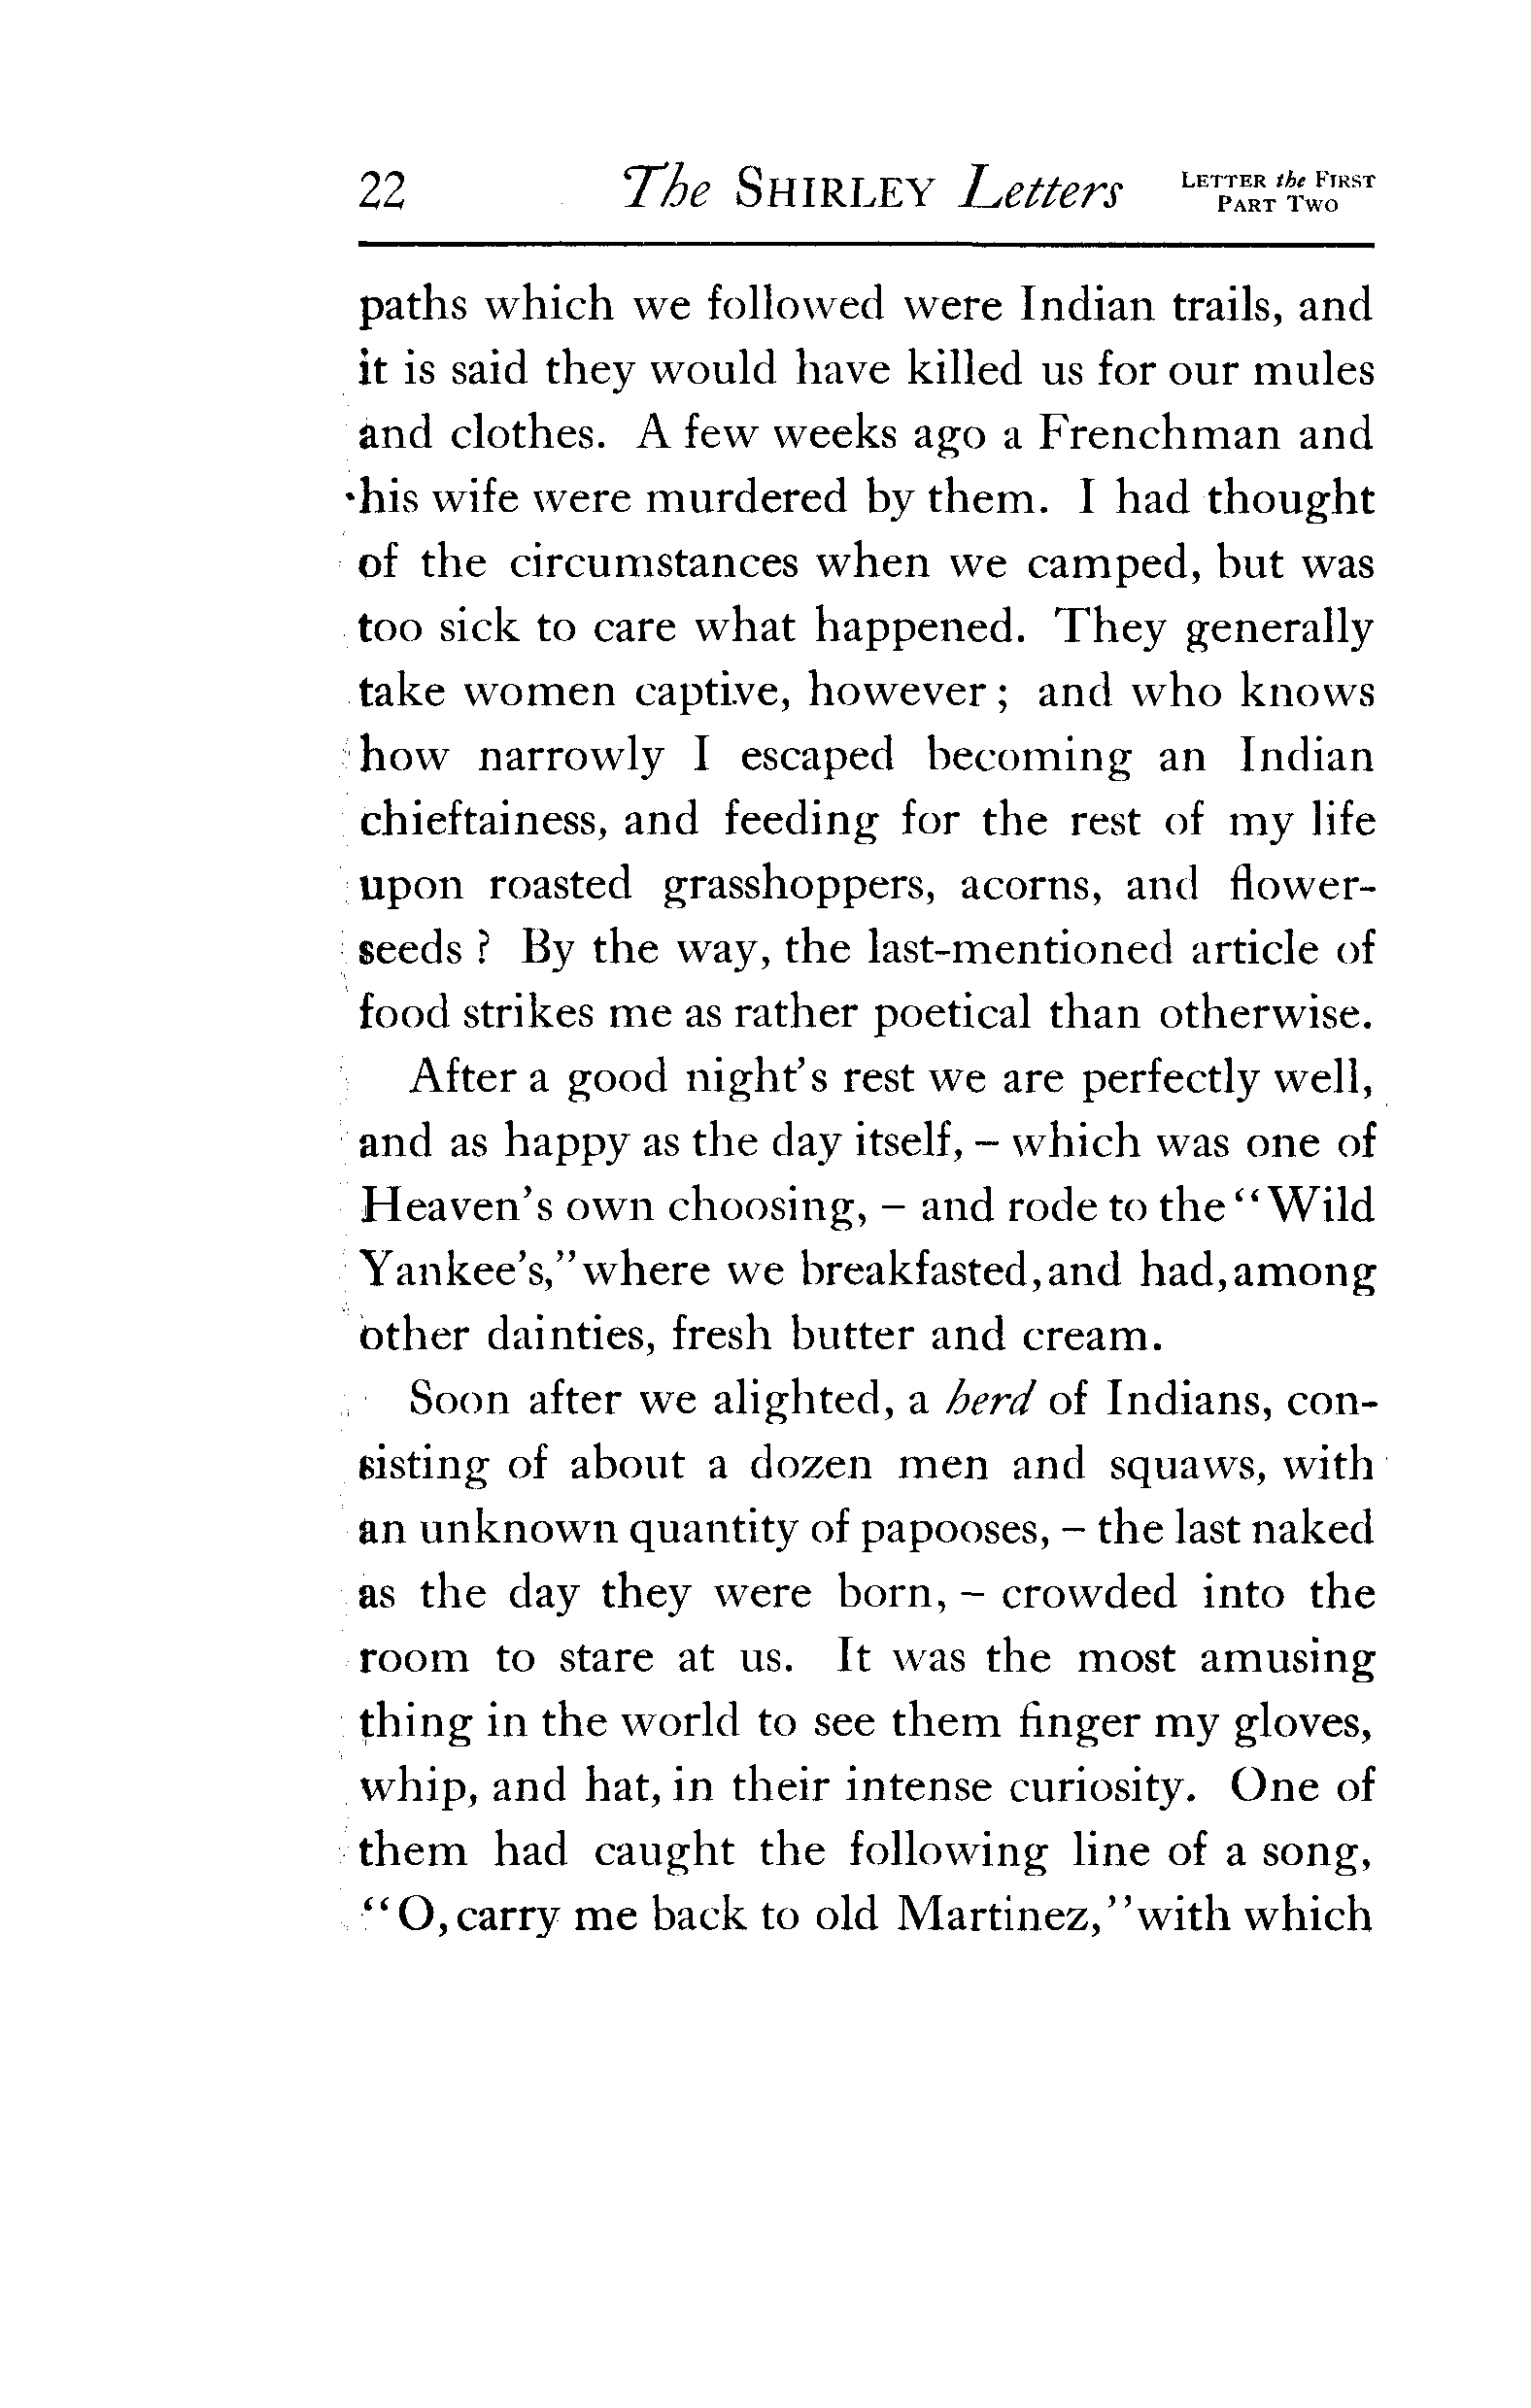 22 The SHIRLEY Letters LETTER the FIRST
PART TWO
paths which we followed were Indian trails, and
it is said they would have killed us for our mules
and clothes. A few weeks ago a Frenchman and
his wife were murdered by them. I had thought
of the circumstances when we camped, but was
too sick to care what happened. They generally
take women captive, however; and who knows
how narrowly I escaped becoming an Indian
chieftainess, and feeding for the rest of my life
upon roasted grasshoppers, acorns, and flower-
seeds? By the way, the last-mentioned article of
food strikes me as rather poetical than otherwise.
After a good night's rest we are perfectly well,
and as happy as the day itself, – which was one of
Heaven's own choosing, – and rode to the "Wild
Yankee's," where we breakfasted, and had, among
other dainties, fresh butter and cream.
Soon after we alighted, a herd of Indians, con-
sisting of about a dozen men and squaws, with
an unknown quantity of papooses, – the last naked
as the day they were born, – crowded into the
room to stare at us. It was the most amusing
thing in the world to see them finger my gloves,
whip, and hat, in their intense curiosity. One of
them had caught the following line of a song,
"O, carry me back to old Martinez," with which